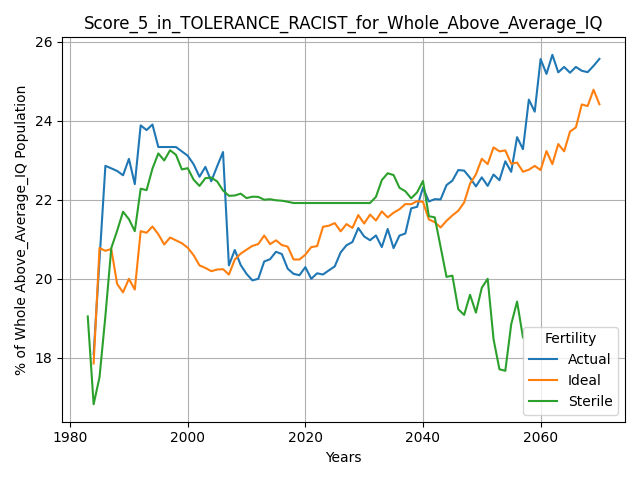 Score_5_in_TOLERANCE_RACIST_for_Whole_Above_Average_IQ
% of Whole Above_Average_IQ Population
26
24
22
20
18
1980
2000
2020
2040
2060
Years
Fertility
Actual
Ideal
Sterile